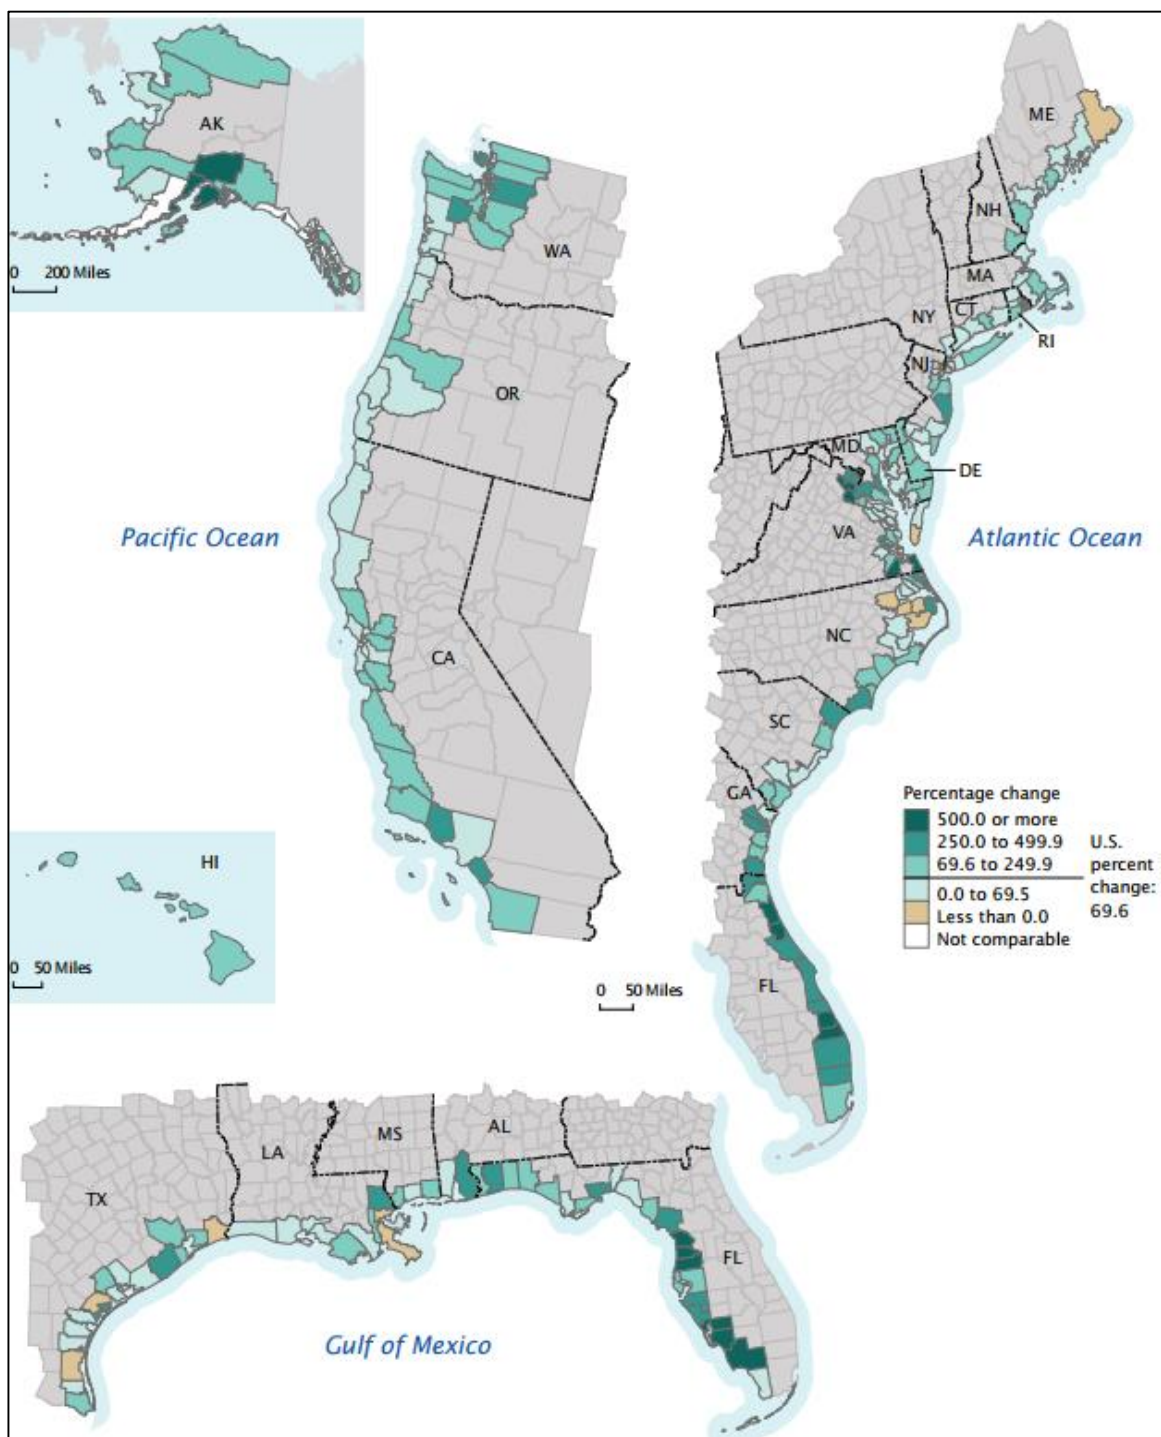 AK
0 200 Miles
WA
OR
CA
Pacific Ocean
HI
0 50 Miles
ME
NH
MA
NY
CT
RI
NJ
MD
DE
VA
Atlantic Ocean
NC
SC
GA
FL
0 50 Miles
Percentage change
500.0 or more
250.0 to 499.9
69.6 to 249.9
0.0 to 69.5
Less than 0.0
Not comparable
U.S.
percent
change:
69.6
TX
LA
MS
AL
FL
Gulf of Mexico